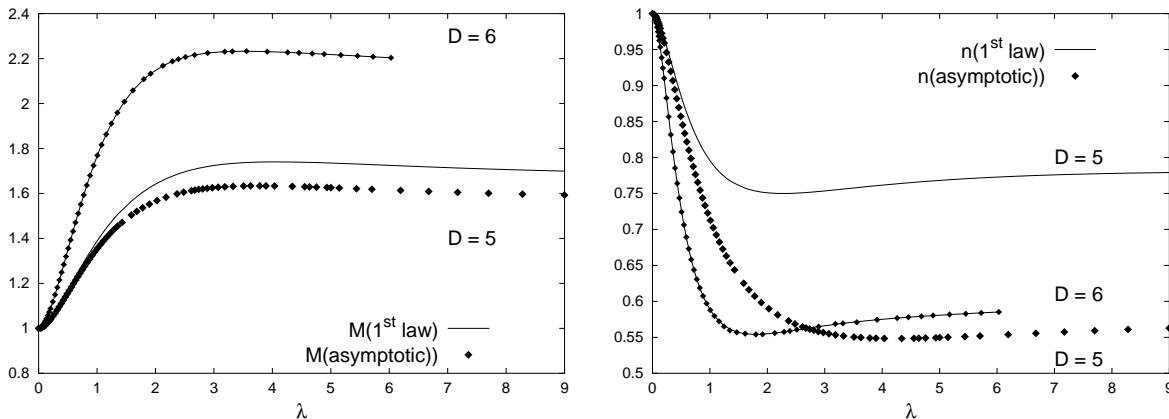 2.4
2.2
2
1.8
1.6
1.4
1.2
1
0.8
0 1 2 3 4 5 6 7 8 9
λ
D = 6
D = 5
M(1st law)
M(asymptotic))
1
0.95
0.9
0.85
0.8
0.75
0.7
0.65
0.6
0.55
0.5
0 1 2 3 4 5 6 7 8 9
λ
n(1st law)
n(asymptotic))
D = 5
D = 6
D = 5